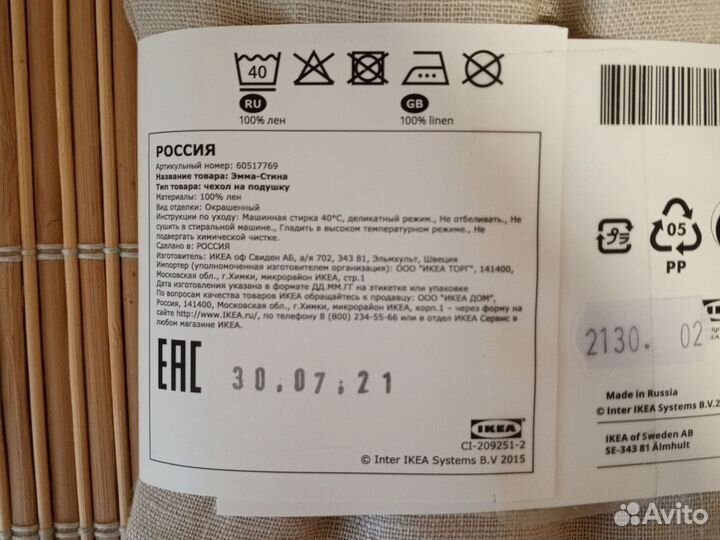 40
RU
GB
100% лен
100% linen
РОССИЯ
Артикульный номер: 60517769
Название товара: Эмма-Стина
Тип товара: чехол на подушку
Материалы: 100% лен
Вид отделки: Окрашенный
Инструкции по уходу: Машинная стирка 40°С, деликатный режим., Не отбеливать., Не
сушить в стиральной машине., Гладить в высоком температурном режиме., Не
подвергать химической чистке.
Сделано в: РОССИЯ
Изготовитель: ИКЕА оф Свиден АБ, а/я 702, 343 81, Эльмхульт, Швеция
Импортер (уполномоченная изготовителем организация): ООО "ИКЕА ТОРГ", 141400,
Московская обл., г.Химки, микрорайон ИКЕА, стр.1
Дата изготовления указана в формате ДД.ММ.ГГ на этикетке или упаковке
По вопросам качества товаров ИКЕА обращайтесь к продавцу: ООО "ИКЕА ДОМ",
Россия, 141400, Московская обл., г.Химки, микрорайон ИКЕА, корп.1 – через форму на
сайте http://www.IKEA.ru/, по телефону 8 (800) 234-55-66 или в отдел ИКЕА Сервис в
любом магазине ИКЕА.
EAC
30.07.21
IKEA
CI-209251-2
© Inter IKEA Systems B.V 2015
プラ
05
PP
2130. 02
Made in Russia
© Inter IKEA Systems B.V.
IKEA of Sweden AB
SE-343 81 Älmhult
Avito